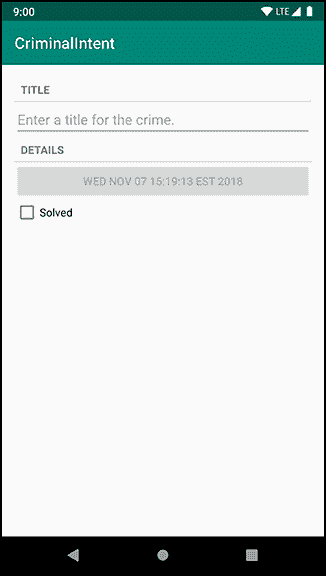 9:00 LTE
CriminalIntent
TITLE
Enter a title for the crime.
DETAILS
WED NOV 07 15:19:13 EST 2018
Solved